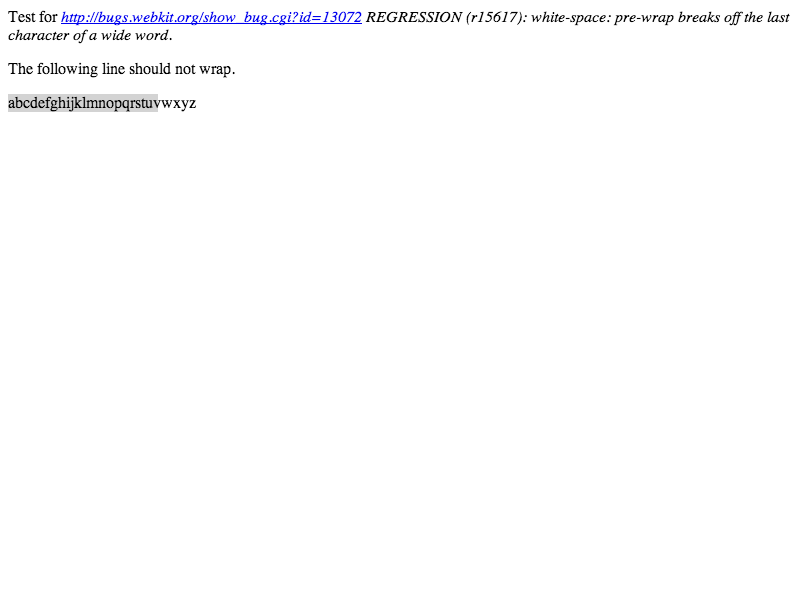 Test for http://bugs.webkit.org/show_bug.cgi?id=13072 REGRESSION (r15617): white-space: pre-wrap breaks off the last
character of a wide word.
The following line should not wrap.
abcdefghijklmnopqrstuvwxyz